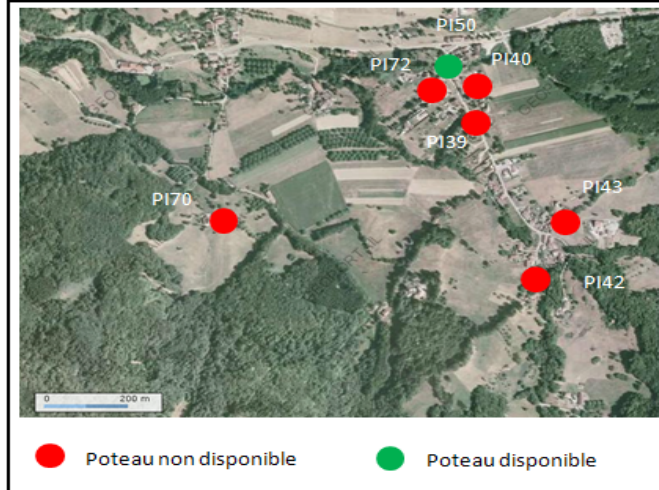 PI50
PI72
PI40
PI39
PI70
PI43
PI42
0 200 m
Poteau non disponible
Poteau disponible